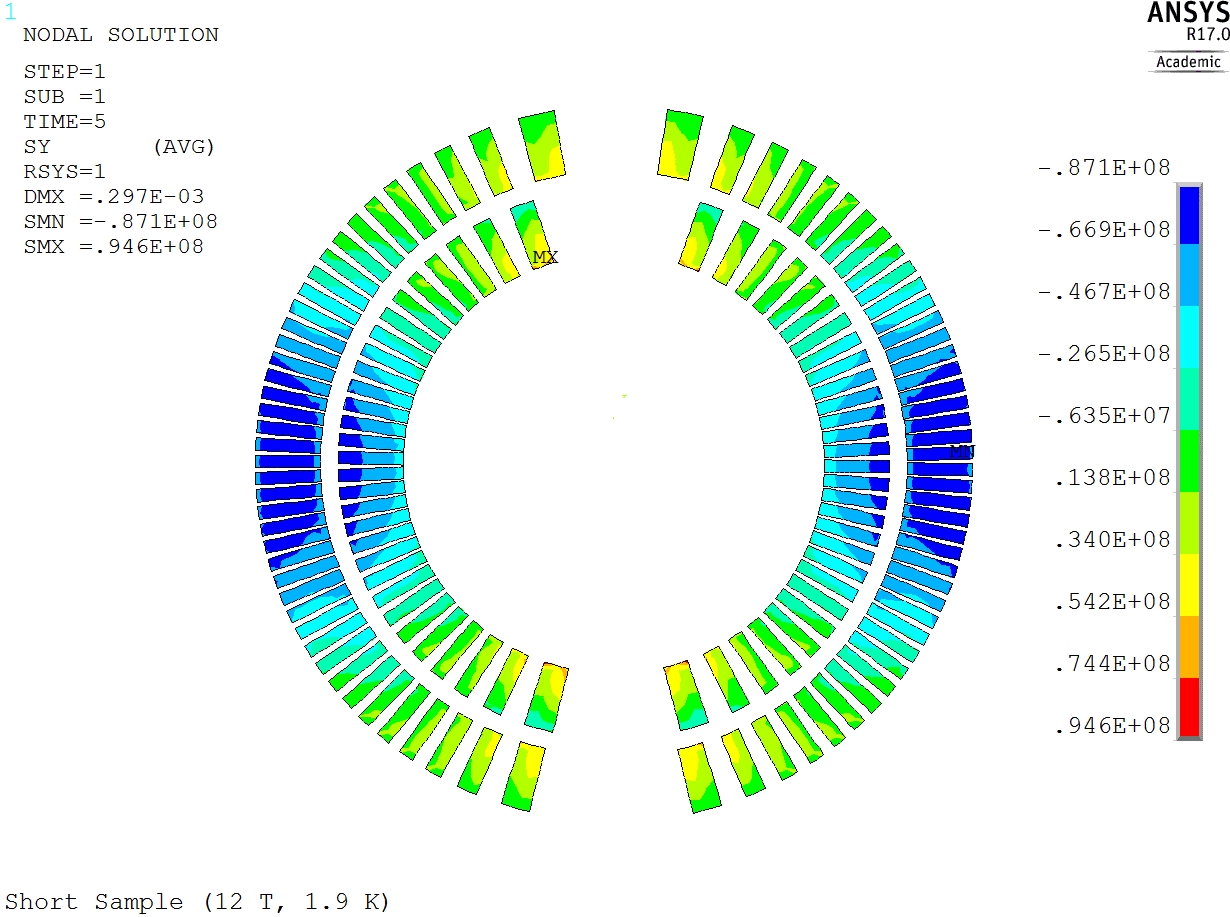 1
NODAL SOLUTION
STEP=1
SUB =1
TIME=5
SY (AVG)
RSYS=1
DMX =.297E-03
SMN =-.871E+08
SMX =.946E+08
ANSYS
R17.0
Academic
MX
MN
-.871E+08
-.669E+08
-.467E+08
-.265E+08
-.635E+07
.138E+08
.340E+08
.542E+08
.744E+08
.946E+08
Short Sample (12 T, 1.9 K)